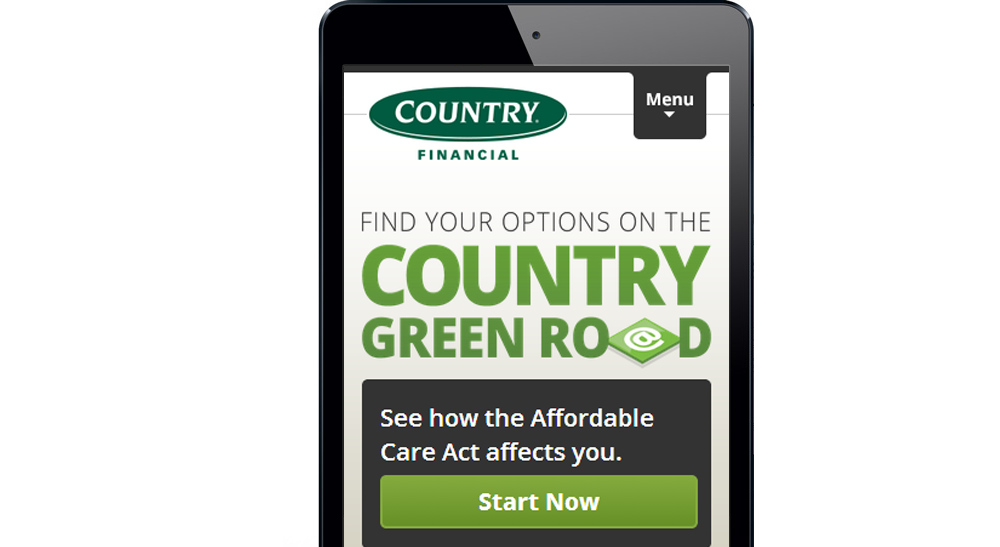 COUNTRY®
FINANCIAL
Menu
FIND YOUR OPTIONS ON THE
COUNTRY
GREEN RO@D
See how the Affordable
Care Act affects you.
Start Now